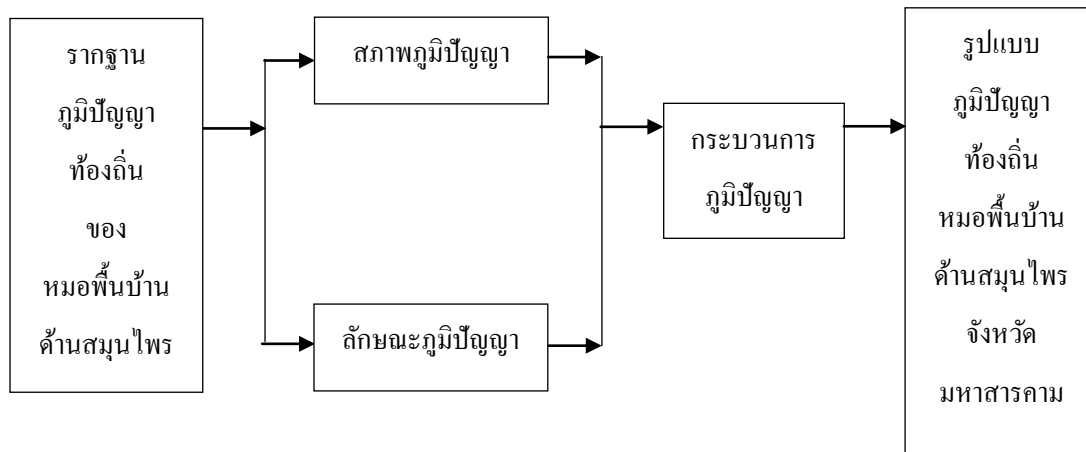 รากฐาน
ภูมิปัญญา
ท้องถิ่น
ของ
หมอพื้นบ้าน
ด้านสมุนไพร
สภาพภูมิปัญญา
ลักษณะภูมิปัญญา
กระบวนการ
ภูมิปัญญา
รูปแบบ
ภูมิปัญญา
ท้องถิ่น
หมอพื้นบ้าน
ด้านสมุนไพร
จังหวัด
มหาสารคาม